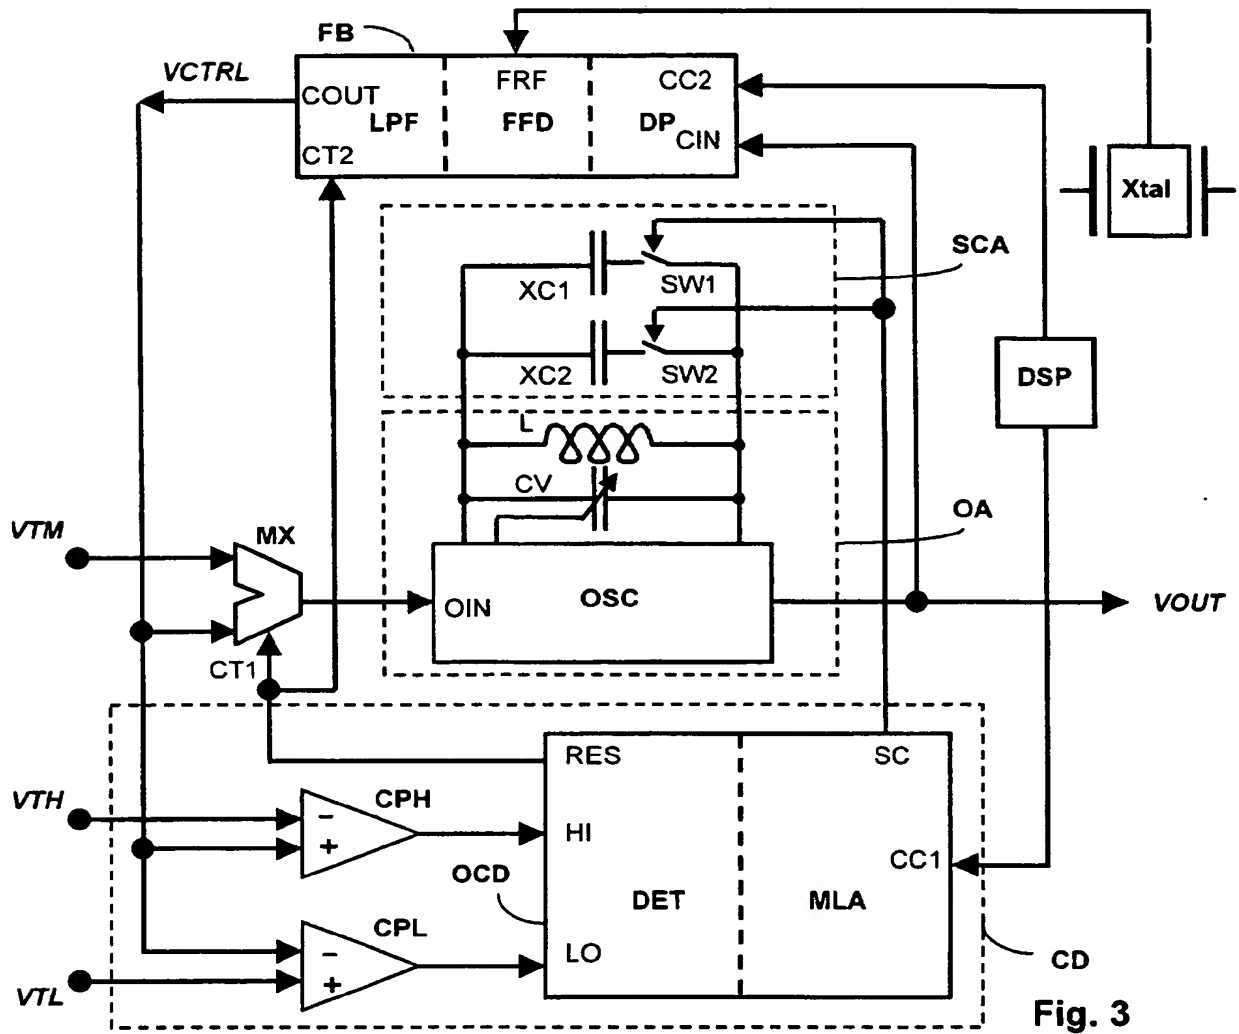 FB
VCTRL
COUT
LPF
CT2
FRF
FFD
CC2
DP
CIN
Xtal
SCA
XC1
SW1
XC2
SW2
DSP
L
CV
OA
VTM
MX
OIN
OSC
VOUT
CT1
RES
SC
VTH
CPH
-
+
HI
CC1
OCD
DET
MLA
CPL
-
+
LO
CD
VTL
Fig. 3